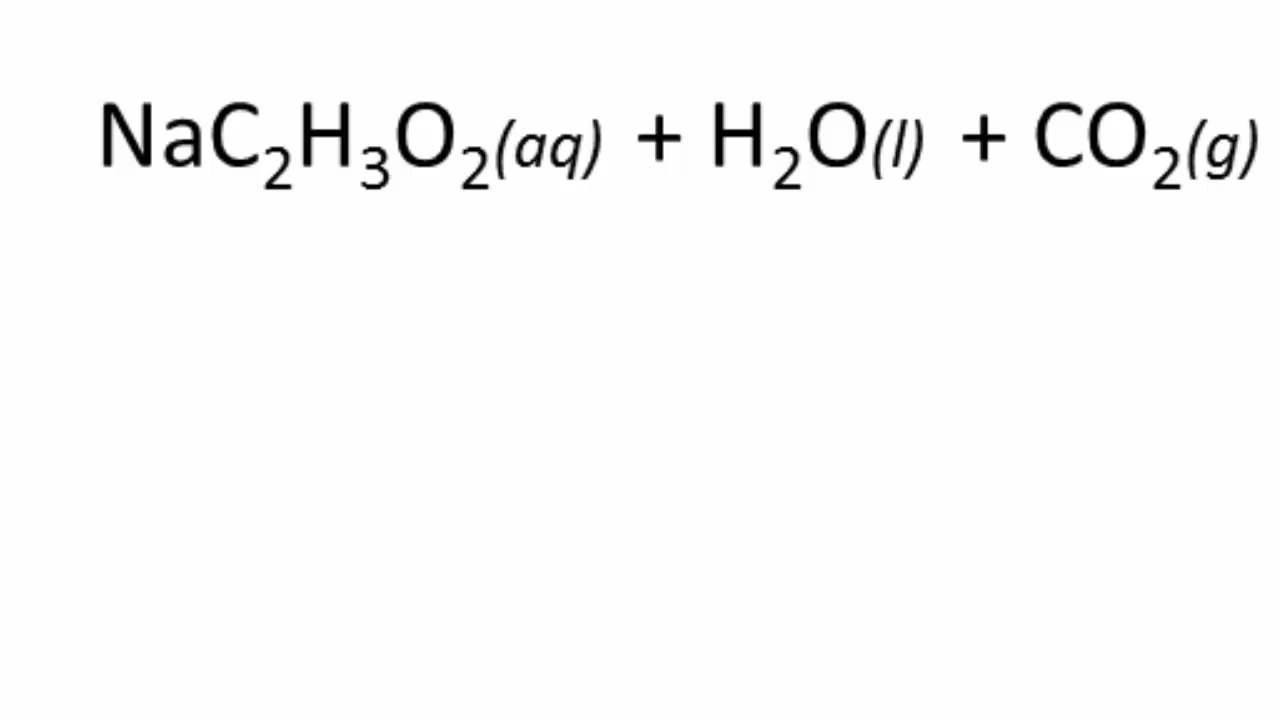 NaC₂H₃O₂(aq) + H₂O(l) + CO₂(g)